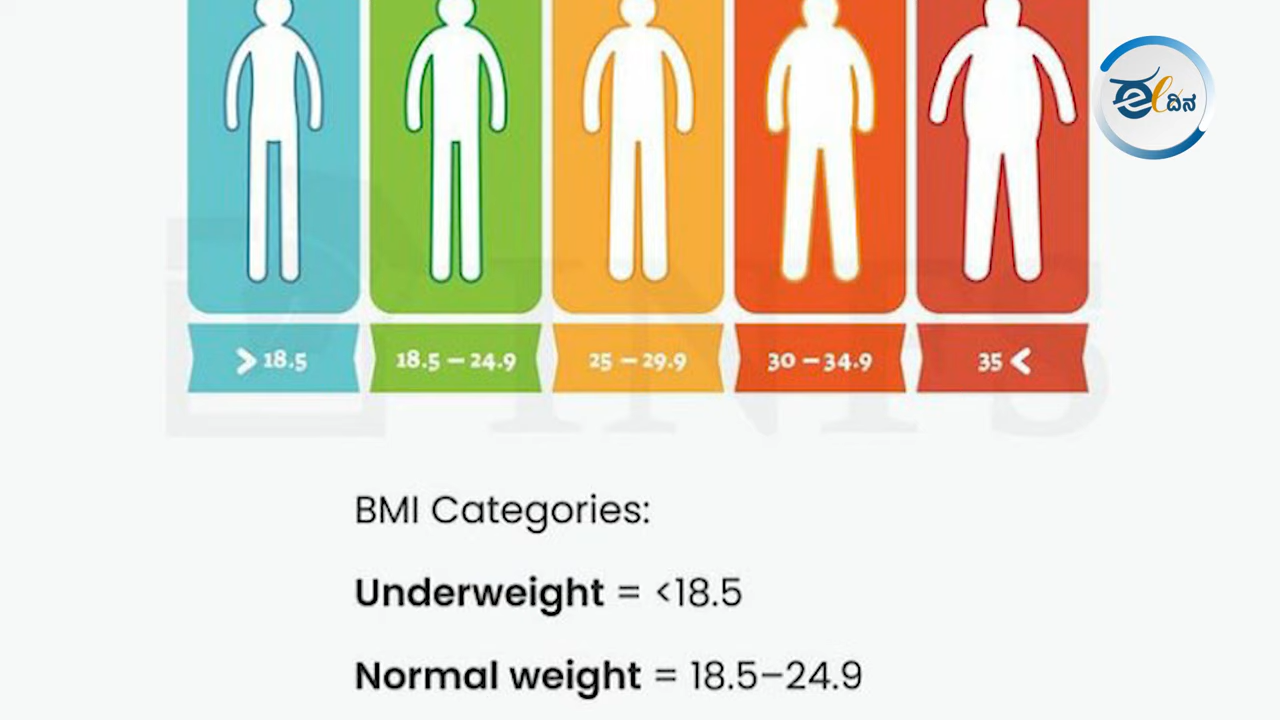 ಈ
e
ದಿನ
> 18.5
18.5 – 24.9
25 – 29.9
30 – 34.9
35 <
INFS
BMI Categories:
Underweight = <18.5
Normal weight = 18.5–24.9